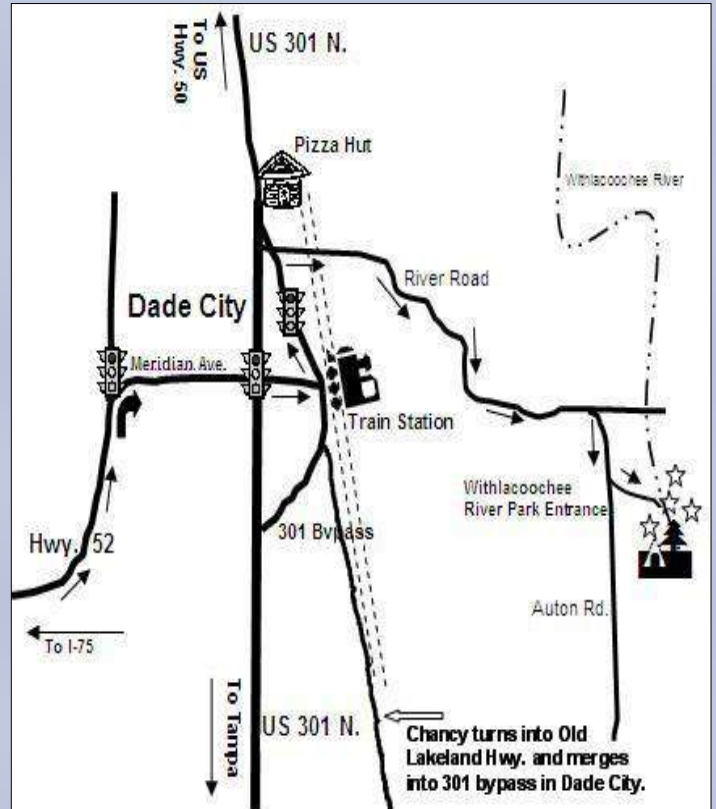 To US
Hwy. 50
US 301 N.
Pizza Hut
Withlacoochee River
River Road
Dade City
Meridian Ave.
Train Station
Withlacoochee
River Park Entrance
301 Bypass
Hwy. 52
Auton Rd.
To I-75
To Tampa
US 301 N.
Chancy turns into Old
Lakeland Hwy. and merges
into 301 bypass in Dade City.